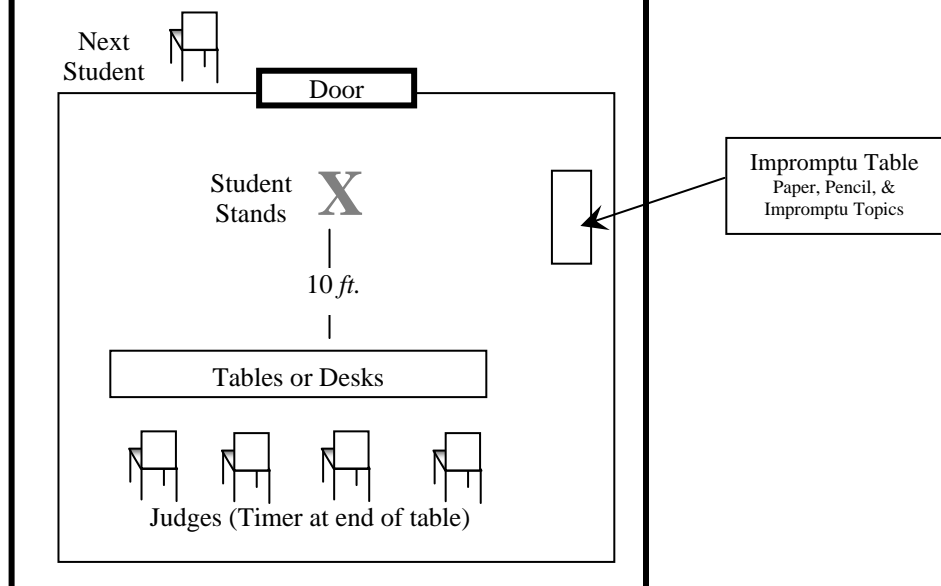 Next
Student
Door
Student
Stands
X
Impromptu Table
Paper, Pencil, &
Impromptu Topics
10 ft.
Tables or Desks
Judges (Timer at end of table)